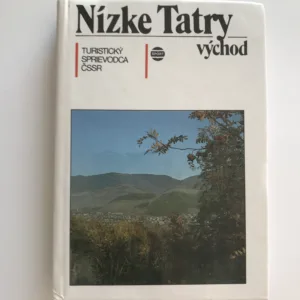 Nízke Tatry
východ
TURISTICKÝ
SPRIEVODCA
ČSSR